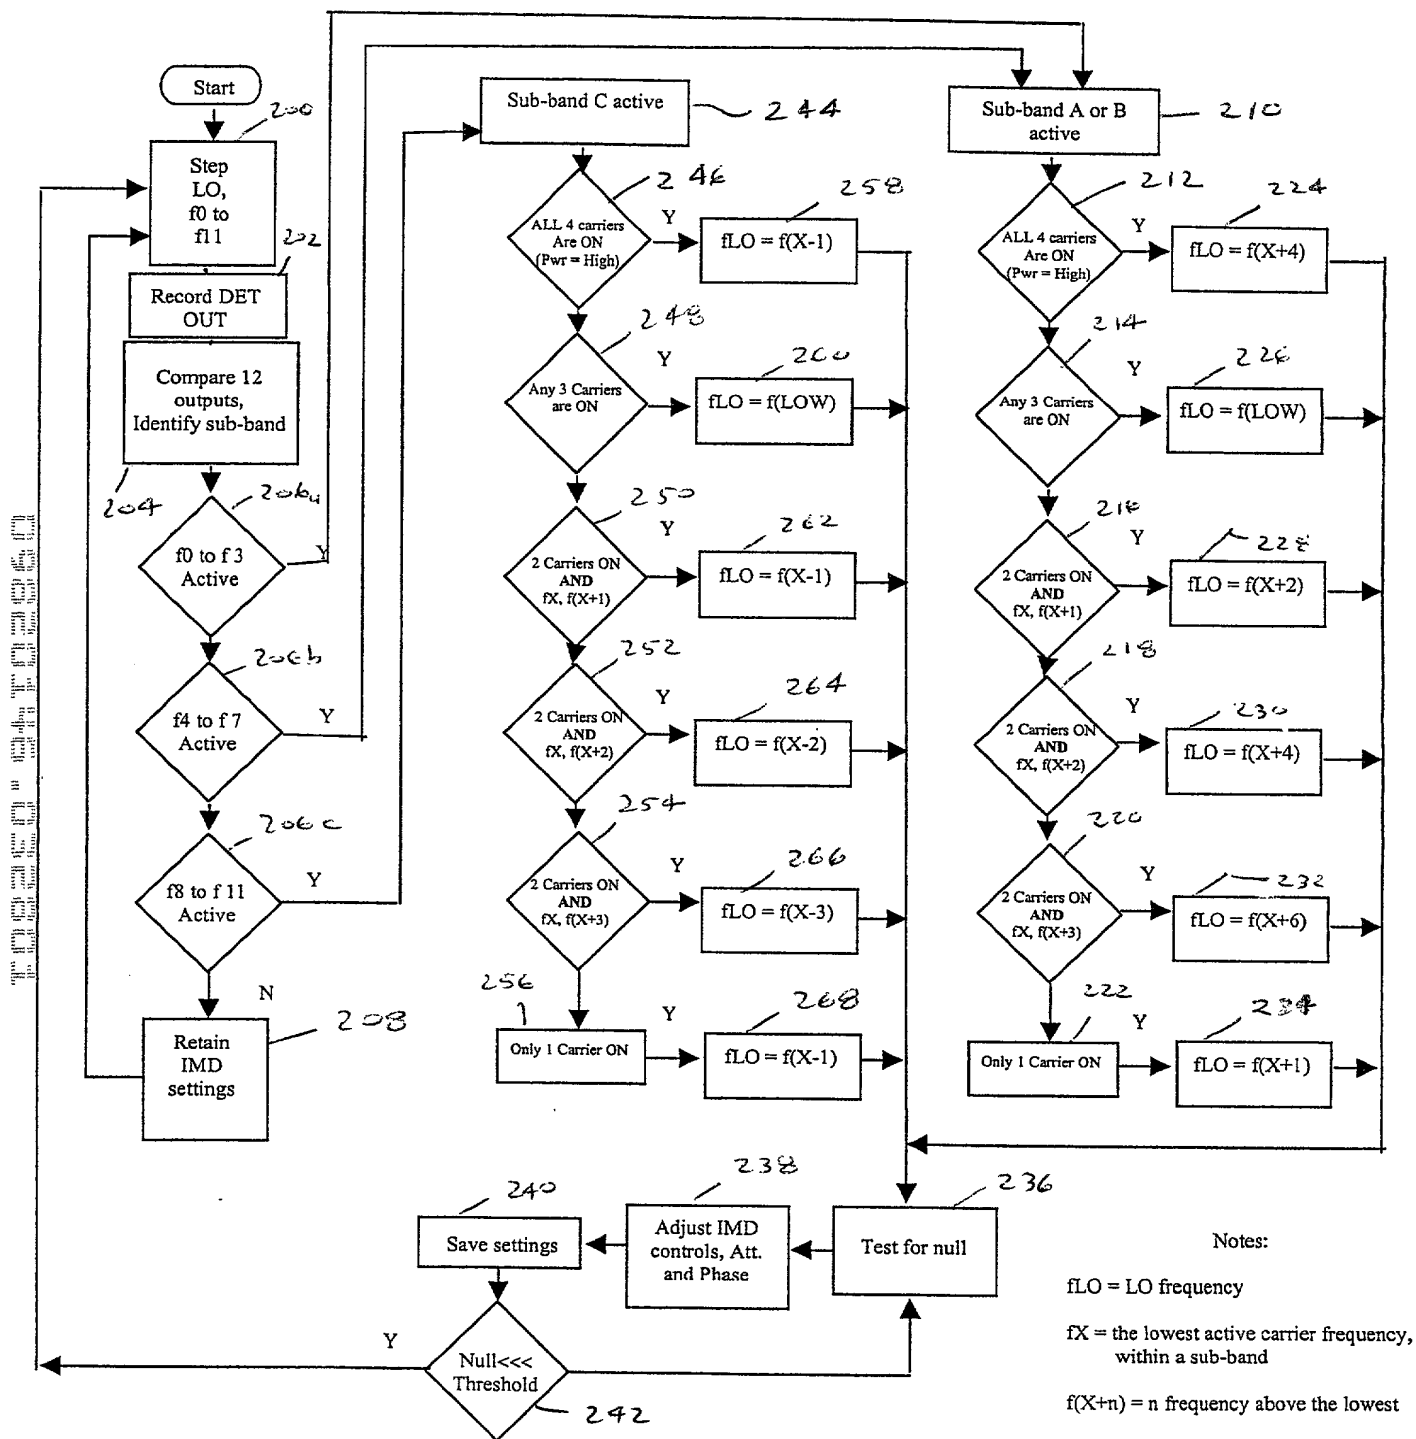 Start
200
Step
LO,
f0 to
f11
202
Record DET
OUT
Compare 12
outputs,
Identify sub-band
204
206a
f0 to f 3
Active
Y
206b
f4 to f 7
Active
Y
206c
f8 to f 11
Active
Y
N
Retain
IMD
settings
208
Sub-band C active
244
246
ALL 4 carriers
Are ON
(Pwr = High)
Y
258
fLO = f(X-1)
248
Any 3 Carriers
are ON
Y
260
fLO = f(LOW)
250
2 Carriers ON
AND
fX, f(X+1)
Y
262
fLO = f(X-1)
252
2 Carriers ON
AND
fX, f(X+2)
Y
264
fLO = f(X-2)
254
2 Carriers ON
AND
fX, f(X+3)
Y
266
fLO = f(X-3)
256
Only 1 Carrier ON
Y
268
fLO = f(X-1)
Sub-band A or B
active
210
212
ALL 4 carriers
Are ON
(Pwr = High)
Y
224
fLO = f(X+4)
214
Any 3 Carriers
are ON
Y
226
fLO = f(LOW)
216
2 Carriers ON
AND
fX, f(X+1)
Y
228
fLO = f(X+2)
218
2 Carriers ON
AND
fX, f(X+2)
Y
230
fLO = f(X+4)
220
2 Carriers ON
AND
fX, f(X+3)
Y
232
fLO = f(X+6)
222
Only 1 Carrier ON
Y
234
fLO = f(X+1)
236
Test for null
238
Adjust IMD
controls, Att.
and Phase
240
Save settings
Null<<<
Threshold
Y
242
Notes:
fLO = LO frequency
fX = the lowest active carrier frequency,
within a sub-band
f(X+n) = n frequency above the lowest